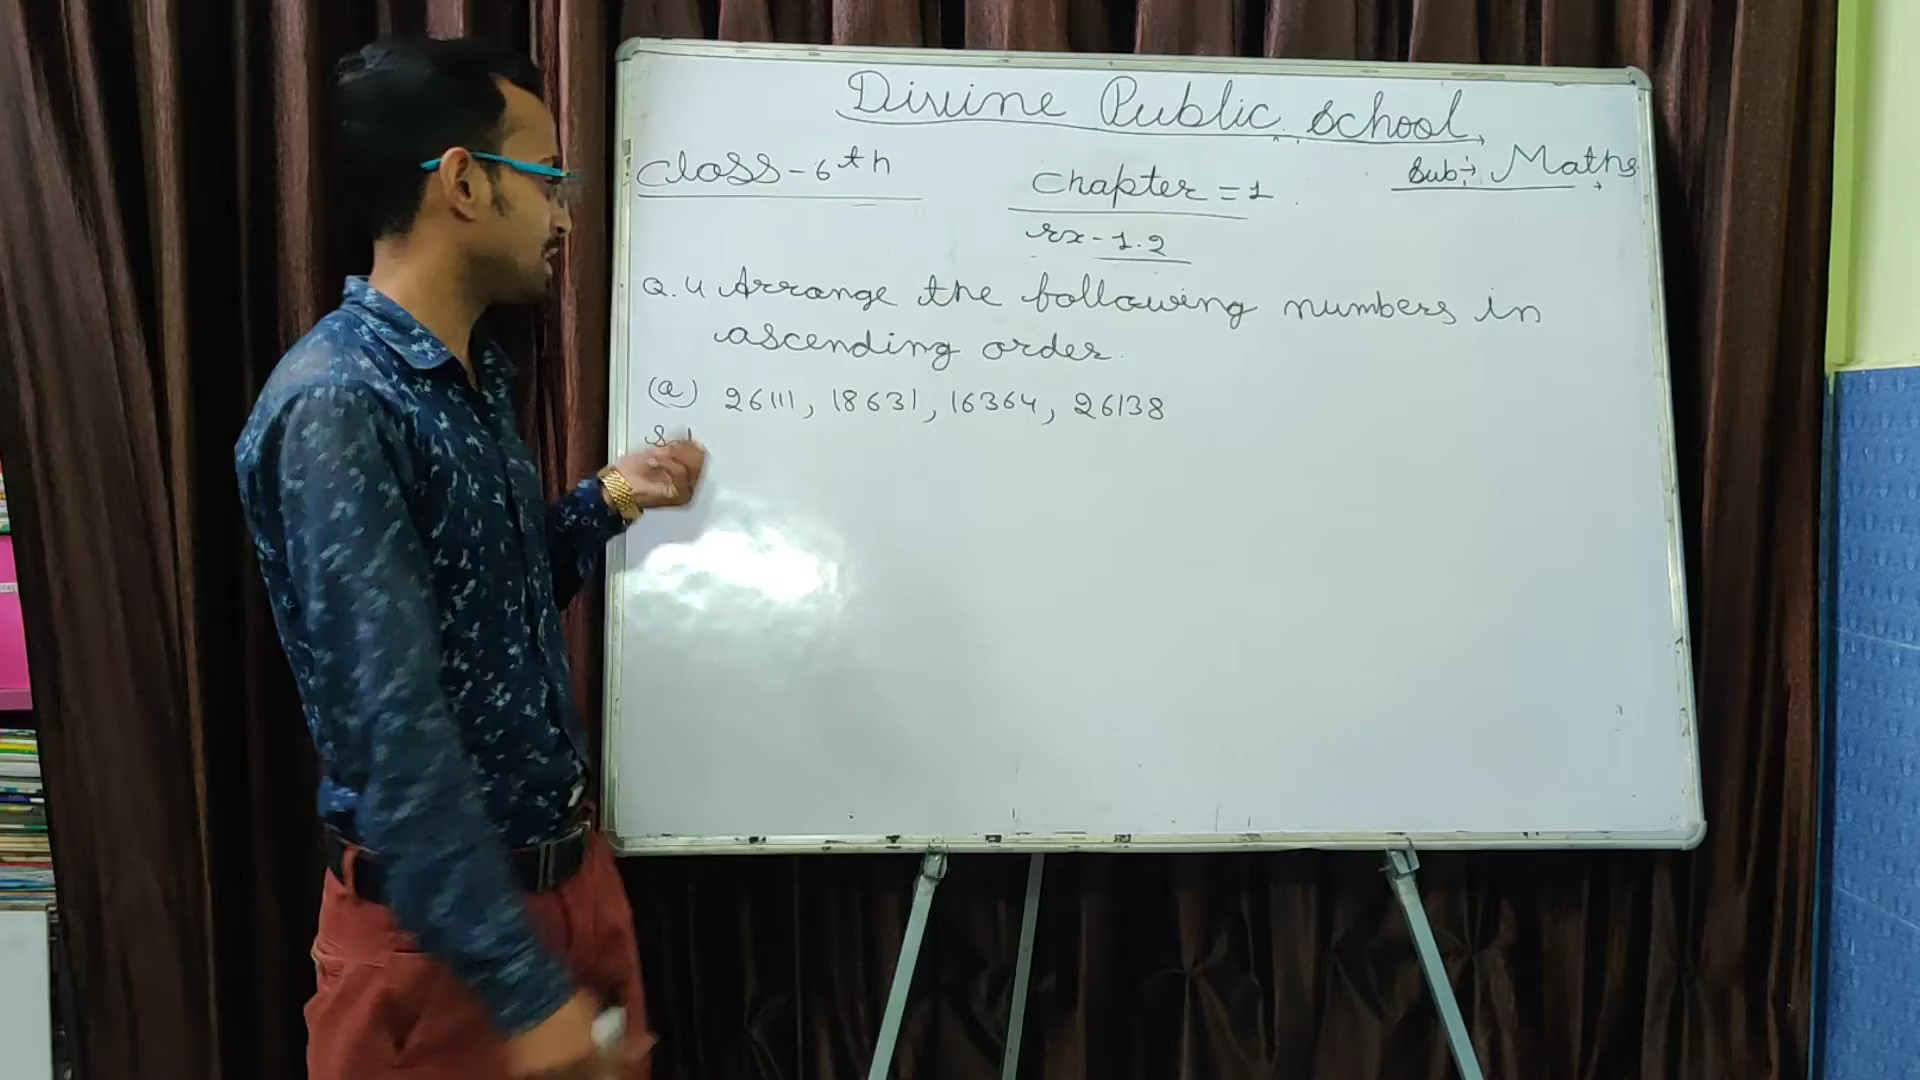 Divine Public School
Class - 6th
Chapter = 1
Sub :- Maths
Ex - 1.2
Q.4 Arrange the following numbers in
ascending order.
(a) 26111, 18631, 16364, 26138